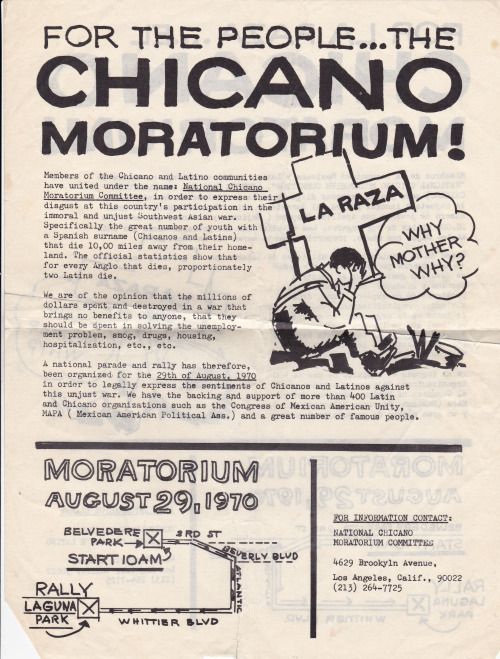 FOR THE PEOPLE...THE
CHICANO
MORATORIUM!
Members of the Chicano and Latino communities
have united under the name: National Chicano
Moratorium Committee, in order to express their
disgust at this country's participation in the
immoral and unjust Southwest Asian war.
Specifically the great number of youth with
a Spanish surname (Chicanos and Latins)
that die 10,00 miles away from their home-
land. The official statistics show that
for every Anglo that dies, proportionately
two Latins die.
We are of the opinion that the millions of
dollars spent and destroyed in a war that
brings no benefits to anyone, that they
should be spent in solving the unemploy-
ment problem, smog, drugs, housing,
hospitalization, etc., etc.
A national parade and rally has therefore,
been organized for the 29th of August, 1970
in order to legally express the sentiments of Chicanos and Latinos against
this unjust war. We have the backing and support of more than 400 Latin
and Chicano organizations such as the Congress of Mexican American Unity,
MAPA ( Mexican American Political Ass.) and a great number of famous people.
LA RAZA
WHY
MOTHER
WHY?
MORATORIUM
AUGUST 29, 1970
BELVEDERE
PARK
3RD ST
START 10AM
BEVERLY BLVD
ATLANTIC
RALLY
LAGUNA
PARK
WHITTIER BLVD
FOR INFORMATION CONTACT:
NATIONAL CHICANO
MORATORIUM COMMITTEE
4629 Brooklyn Avenue,
Los Angeles, Calif., 90022
(213) 264-7725